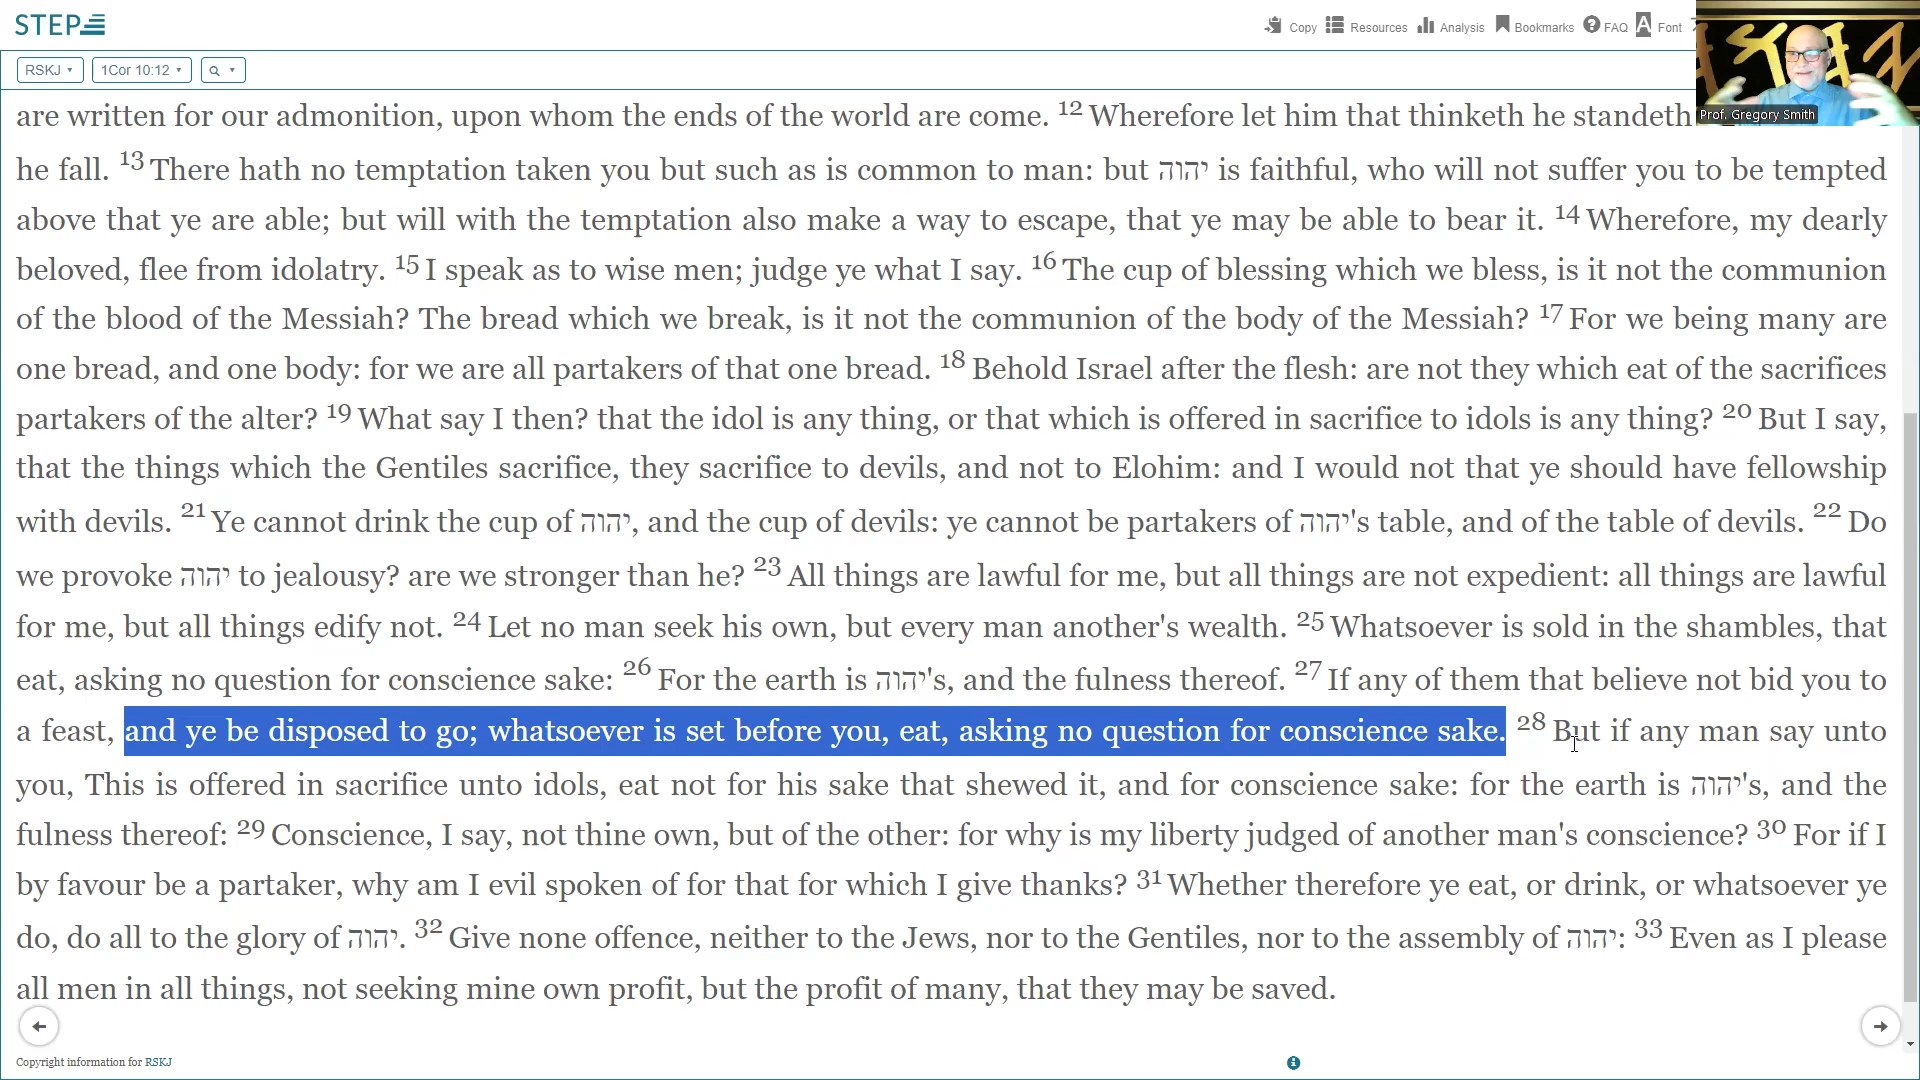 STEP
Copy Resources Analysis Bookmarks FAQ Font
RSKJ 1Cor 10:12
Prof. Gregory Smith
are written for our admonition, upon whom the ends of the world are come. 12 Wherefore let him that thinketh he standeth
he fall. 13 There hath no temptation taken you but such as is common to man: but יהוה is faithful, who will not suffer you to be tempted
above that ye are able; but will with the temptation also make a way to escape, that ye may be able to bear it. 14 Wherefore, my dearly
beloved, flee from idolatry. 15 I speak as to wise men; judge ye what I say. 16 The cup of blessing which we bless, is it not the communion
of the blood of the Messiah? The bread which we break, is it not the communion of the body of the Messiah? 17 For we being many are
one bread, and one body: for we are all partakers of that one bread. 18 Behold Israel after the flesh: are not they which eat of the sacrifices
partakers of the alter? 19 What say I then? that the idol is any thing, or that which is offered in sacrifice to idols is any thing? 20 But I say,
that the things which the Gentiles sacrifice, they sacrifice to devils, and not to Elohim: and I would not that ye should have fellowship
with devils. 21 Ye cannot drink the cup of יהוה, and the cup of devils: ye cannot be partakers of יהוה's table, and of the table of devils. 22 Do
we provoke יהוה to jealousy? are we stronger than he? 23 All things are lawful for me, but all things are not expedient: all things are lawful
for me, but all things edify not. 24 Let no man seek his own, but every man another's wealth. 25 Whatsoever is sold in the shambles, that
eat, asking no question for conscience sake: 26 For the earth is יהוה's, and the fulness thereof. 27 If any of them that believe not bid you to
a feast, and ye be disposed to go; whatsoever is set before you, eat, asking no question for conscience sake. 28 But if any man say unto
you, This is offered in sacrifice unto idols, eat not for his sake that shewed it, and for conscience sake: for the earth is יהוה's, and the
fulness thereof: 29 Conscience, I say, not thine own, but of the other: for why is my liberty judged of another man's conscience? 30 For if I
by favour be a partaker, why am I evil spoken of for that for which I give thanks? 31 Whether therefore ye eat, or drink, or whatsoever ye
do, do all to the glory of יהוה. 32 Give none offence, neither to the Jews, nor to the Gentiles, nor to the assembly of יהוה: 33 Even as I please
all men in all things, not seeking mine own profit, but the profit of many, that they may be saved.
Copyright information for RSKJ